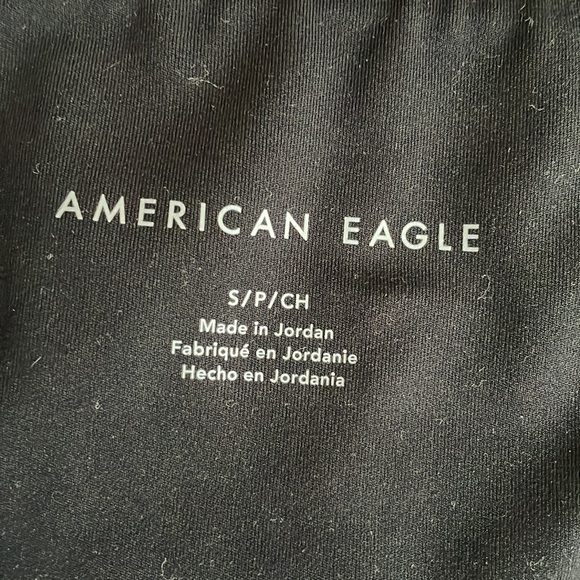 AMERICAN EAGLE
S/P/CH
Made in Jordan
Fabriqué en Jordanie
Hecho en Jordania